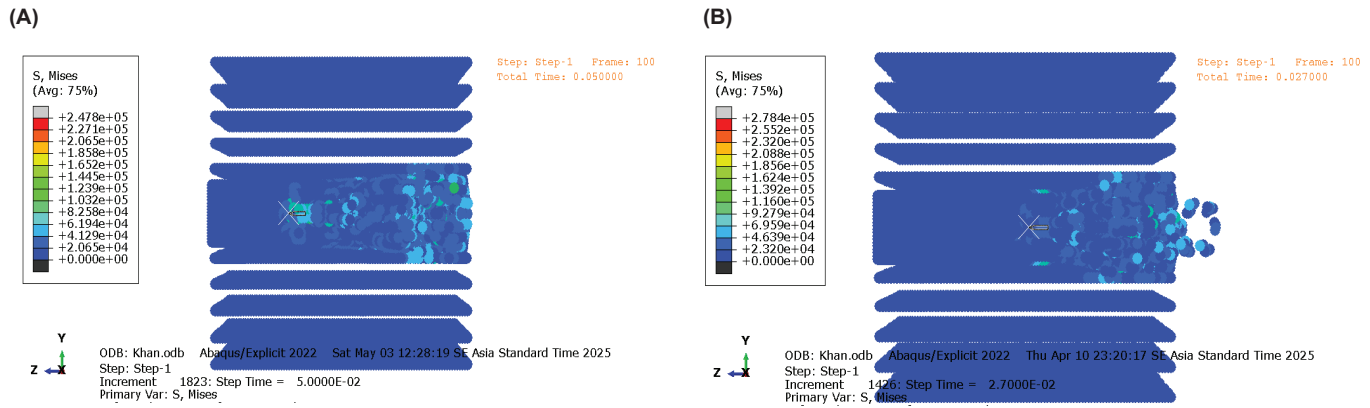 (A)
S, Mises
(Avg: 75%)
+2.478e+05
+2.271e+05
+2.065e+05
+1.858e+05
+1.652e+05
+1.445e+05
+1.239e+05
+1.032e+05
+8.258e+04
+6.194e+04
+4.129e+04
+2.065e+04
+0.000e+00
Step: Step-1 Frame: 100
Total Time: 0.050000
Y
Z X
ODB: Khan.odb Abaqus/Explicit 2022 Sat May 03 12:28:19 SE Asia Standard Time 2025
Step: Step-1
Increment 1823: Step Time = 5.0000E-02
Primary Var: S, Mises
(B)
S, Mises
(Avg: 75%)
+2.784e+05
+2.552e+05
+2.320e+05
+2.088e+05
+1.856e+05
+1.624e+05
+1.392e+05
+1.160e+05
+9.279e+04
+6.959e+04
+4.639e+04
+2.320e+04
+0.000e+00
Step: Step-1 Frame: 100
Total Time: 0.027000
Y
Z X
ODB: Khan.odb Abaqus/Explicit 2022 Thu Apr 10 23:20:17 SE Asia Standard Time 2025
Step: Step-1
Increment 1426: Step Time = 2.7000E-02
Primary Var: S, Mises